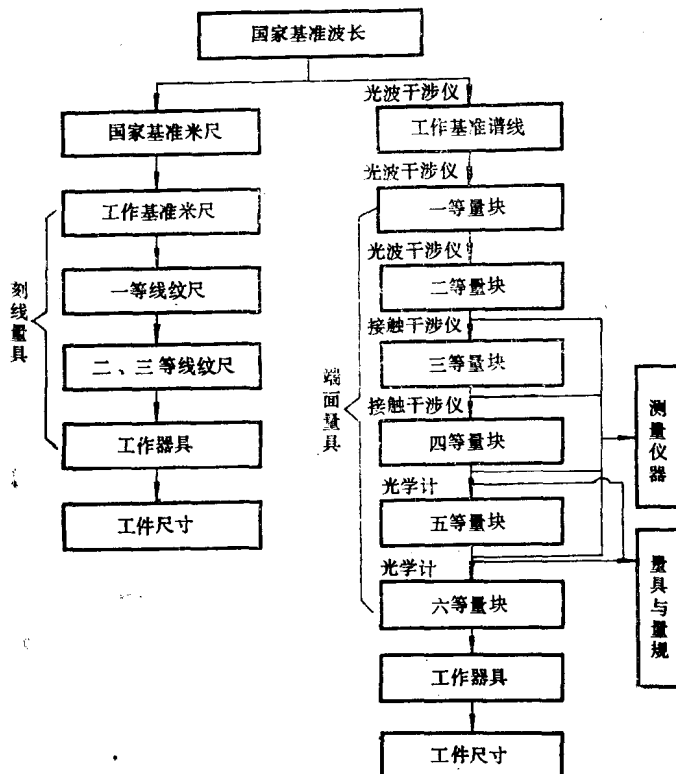 国家基准波长
光波干涉仪
国家基准米尺
工作基准谱线
光波干涉仪
工作基准米尺
一等量块
光波干涉仪
一等线纹尺
二等量块
刻线量具
接触干涉仪
二、三等线纹尺
三等量块
端面量具
接触干涉仪
测量仪器
工作器具
四等量块
光学计
工件尺寸
五等量块
光学计
量具与量规
六等量块
工作器具
工件尺寸